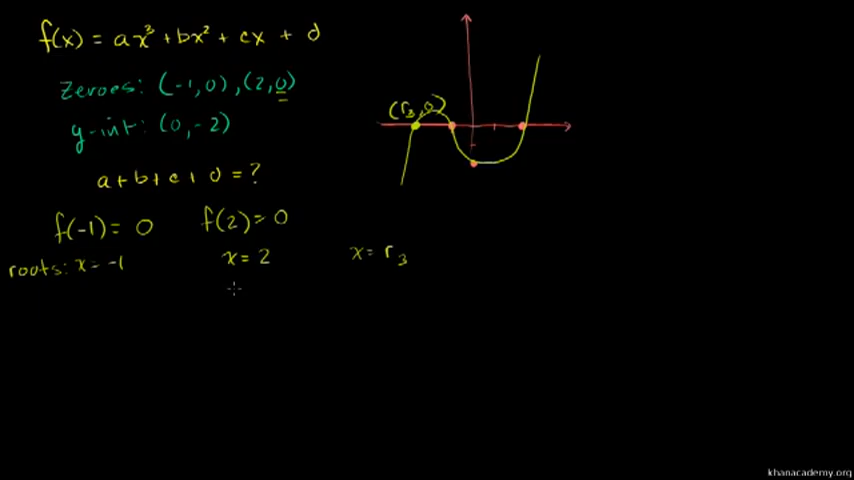 f(x) = ax³ + bx² + cx + d
zeroes: (-1,0), (2,0)
y-int: (0,-2)
(r₃,0)
a+b+c+d = ?
f(-1) = 0 f(2) = 0
roots: x = -1 x = 2 x = r₃
khanacademy.org